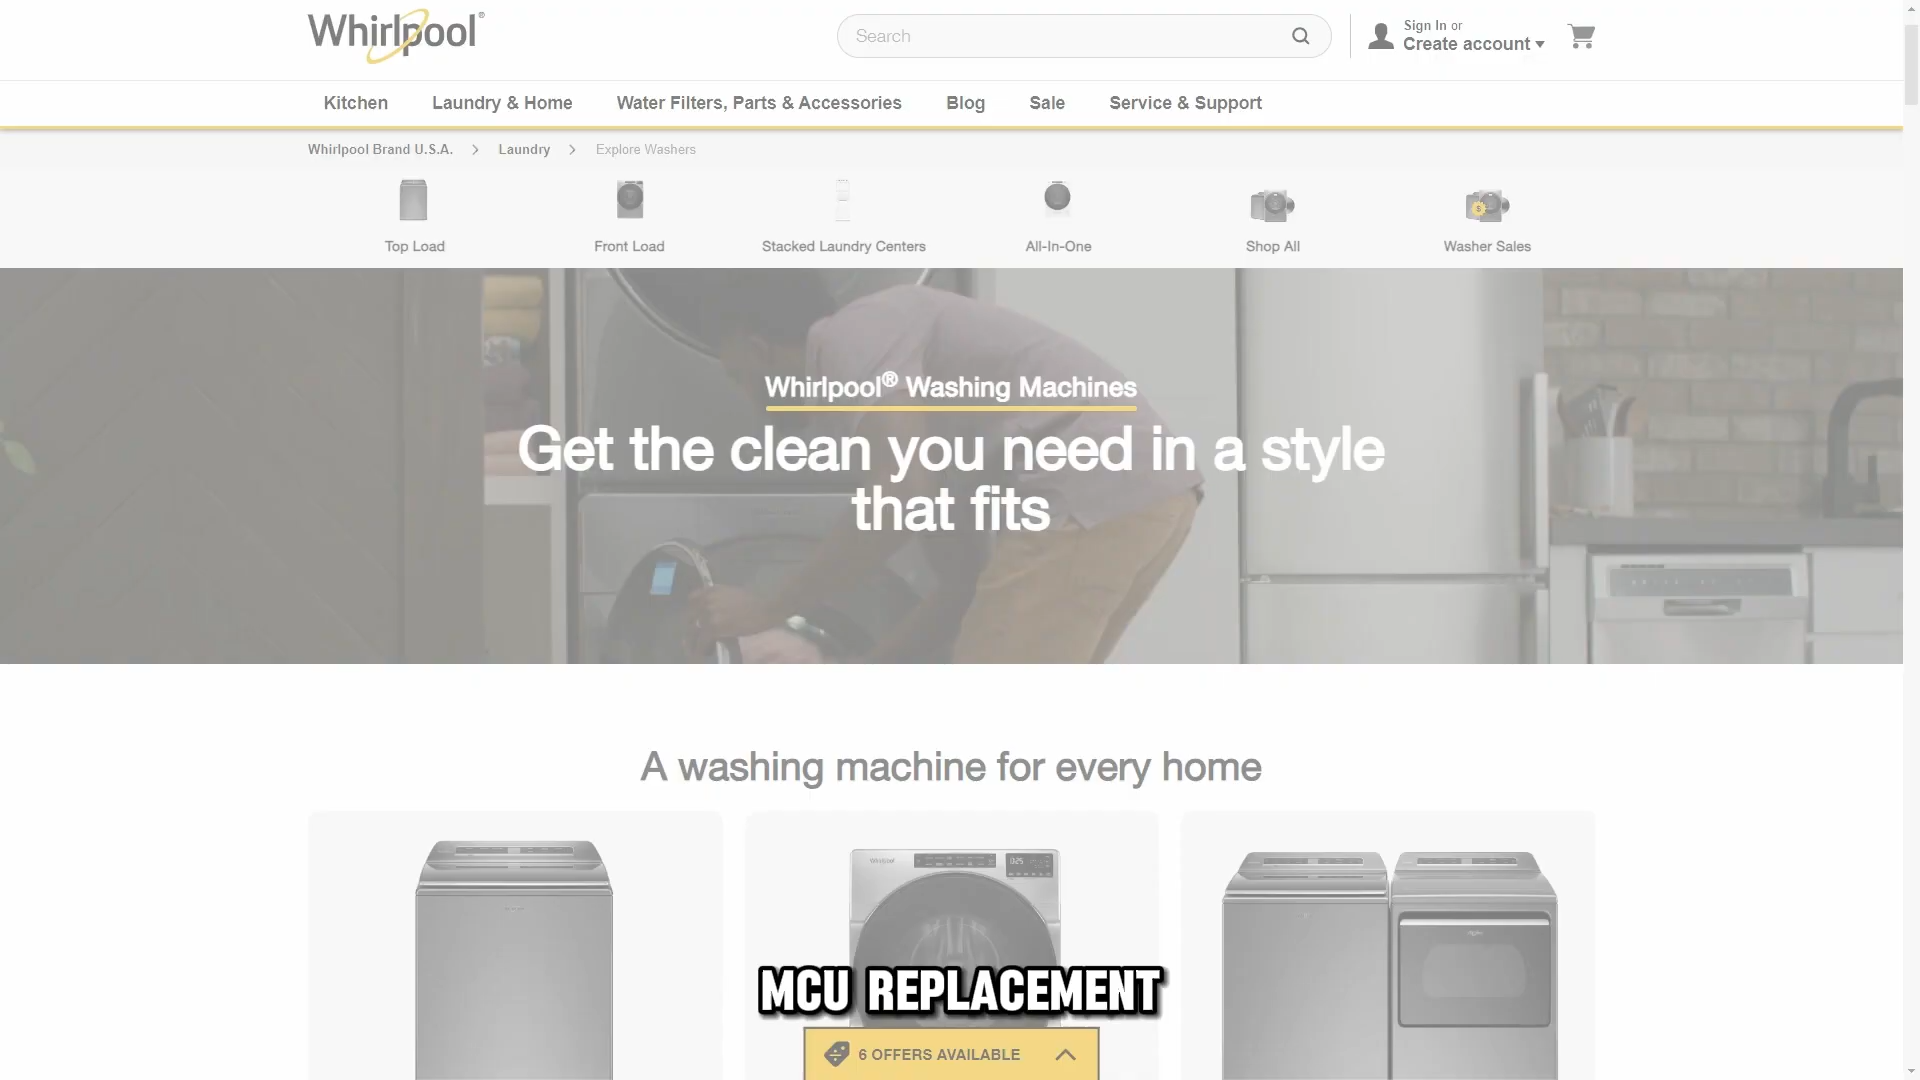 Whirlpool®
Search
Sign In or
Create account
Kitchen
Laundry & Home
Water Filters, Parts & Accessories
Blog
Sale
Service & Support
Whirlpool Brand U.S.A.
Laundry
Explore Washers
Top Load
Front Load
Stacked Laundry Centers
All-In-One
Shop All
Washer Sales
Whirlpool® Washing Machines
Get the clean you need in a style
that fits
A washing machine for every home
Whirlpool
MCU REPLACEMENT
6 OFFERS AVAILABLE